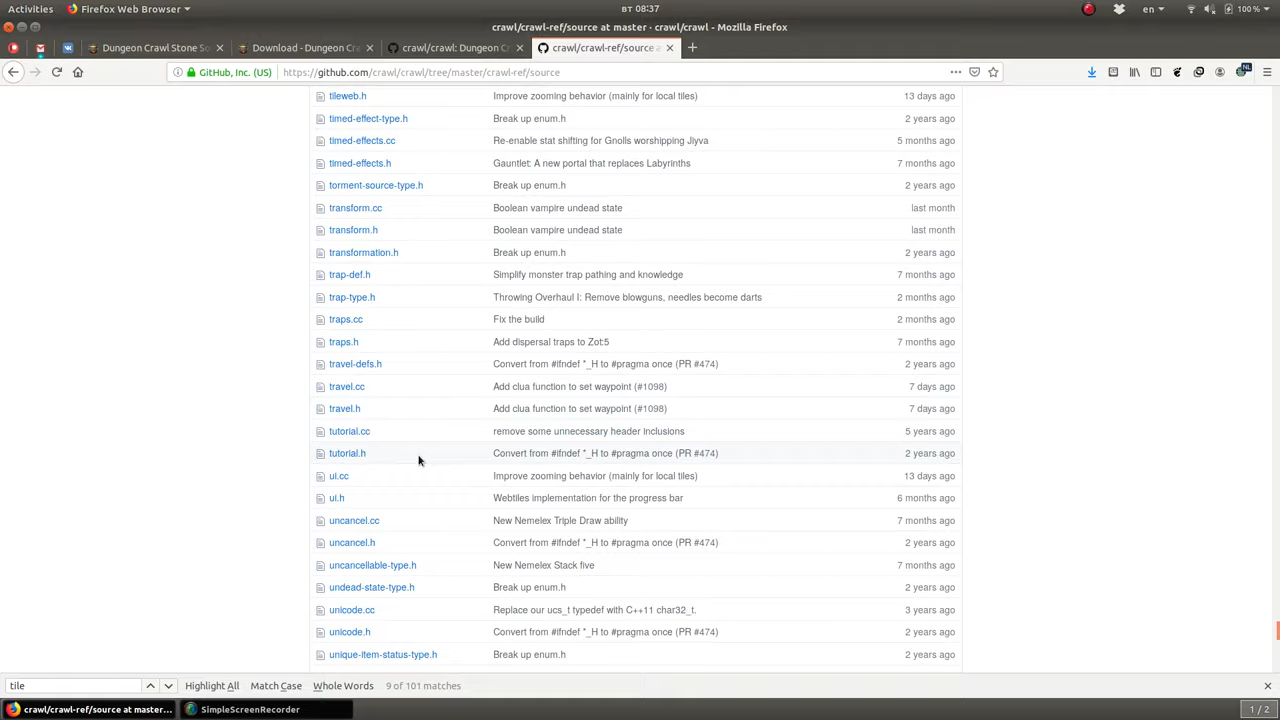 Activities Firefox Web Browser вт 08:37 en 100 %
crawl/crawl-ref/source at master · crawl/crawl - Mozilla Firefox
Dungeon Crawl Stone So Download - Dungeon Cra crawl/crawl: Dungeon C crawl/crawl-ref/source a
GitHub, Inc. (US) https://github.com/crawl/crawl/tree/master/crawl-ref/source NL
tileweb.h Improve zooming behavior (mainly for local tiles) 13 days ago
timed-effect-type.h Break up enum.h 2 years ago
timed-effects.cc Re-enable stat shifting for Gnolls worshipping Jiyva 5 months ago
timed-effects.h Gauntlet: A new portal that replaces Labyrinths 7 months ago
torment-source-type.h Break up enum.h 2 years ago
transform.cc Boolean vampire undead state last month
transform.h Boolean vampire undead state last month
transformation.h Break up enum.h 2 years ago
trap-def.h Simplify monster trap pathing and knowledge 7 months ago
trap-type.h Throwing Overhaul I: Remove blowguns, needles become darts 2 months ago
traps.cc Fix the build 2 months ago
traps.h Add dispersal traps to Zot:5 7 months ago
travel-defs.h Convert from #ifndef *_H to #pragma once (PR #474) 2 years ago
travel.cc Add clua function to set waypoint (#1098) 7 days ago
travel.h Add clua function to set waypoint (#1098) 7 days ago
tutorial.cc remove some unnecessary header inclusions 5 years ago
tutorial.h Convert from #ifndef *_H to #pragma once (PR #474) 2 years ago
ui.cc Improve zooming behavior (mainly for local tiles) 13 days ago
ui.h Webtiles implementation for the progress bar 6 months ago
uncancel.cc New Nemelex Triple Draw ability 7 months ago
uncancel.h Convert from #ifndef *_H to #pragma once (PR #474) 2 years ago
uncancellable-type.h New Nemelex Stack five 7 months ago
undead-state-type.h Break up enum.h 2 years ago
unicode.cc Replace our ucs_t typedef with C++11 char32_t. 3 years ago
unicode.h Convert from #ifndef *_H to #pragma once (PR #474) 2 years ago
unique-item-status-type.h Break up enum.h 2 years ago
tile Highlight All Match Case Whole Words 9 of 101 matches
crawl/crawl-ref/source at master... SimpleScreenRecorder 1 / 2